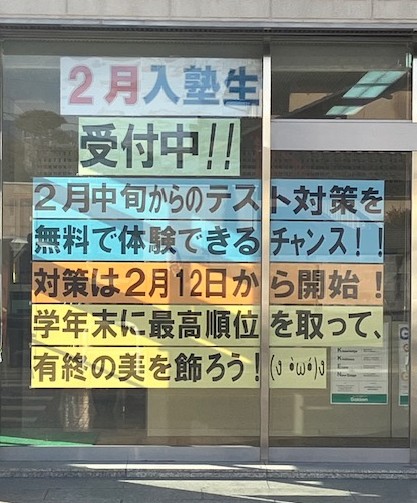 2月入塾生
受付中!!
2月中旬からのテスト対策を
無料で体験できるチャンス!!
対策は2月12日から開始!
学年末に最高順位を取って、
有終の美を飾ろう!(ง •̀ω•́)ง